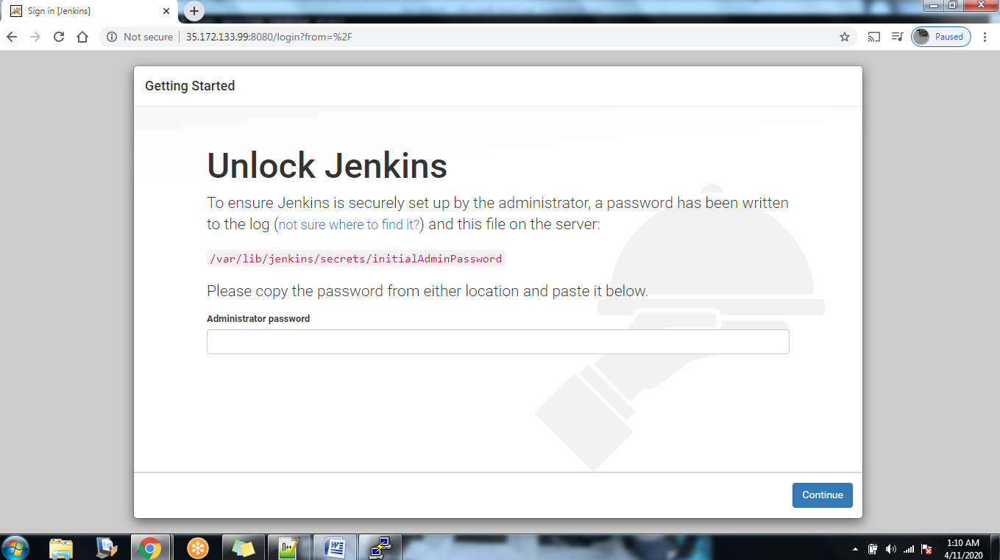 Sign in [Jenkins]
Not secure
35.172.133.99:8080/login?from=%2F
Paused
Getting Started
Unlock Jenkins
To ensure Jenkins is securely set up by the administrator, a password has been written
to the log (not sure where to find it?) and this file on the server:
/var/lib/jenkins/secrets/initialAdminPassword
Please copy the password from either location and paste it below.
Administrator password
Continue
1:10 AM
4/11/2020